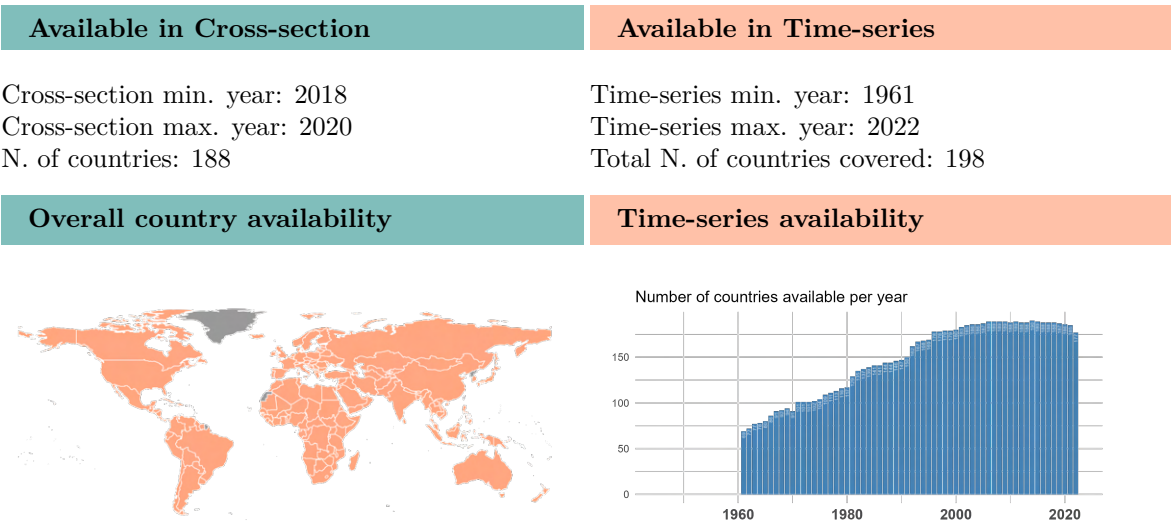 Available in Cross-section
Available in Time-series
Cross-section min. year: 2018
Cross-section max. year: 2020
N. of countries: 188
Time-series min. year: 1961
Time-series max. year: 2022
Total N. of countries covered: 198
Overall country availability
Time-series availability
Number of countries available per year
150
100
50
0
1960 1980 2000 2020